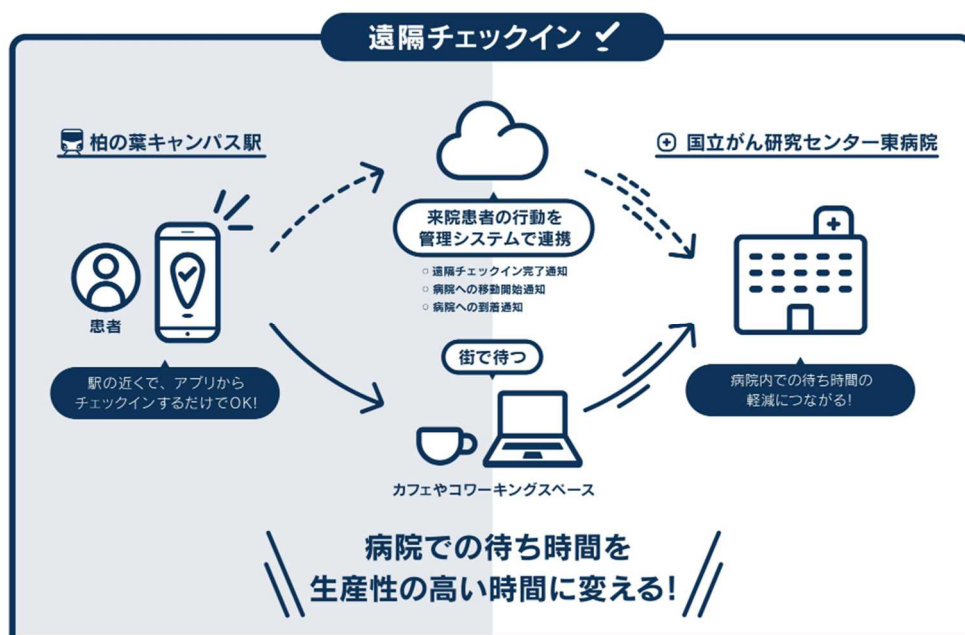 遠隔チェックイン
柏の葉キャンパス駅
国立がん研究センター東病院
来院患者の行動を
管理システムで連携
○ 遠隔チェックイン完了通知
○ 病院への移動開始通知
○ 病院への到着通知
患者
駅の近くで、アプリから
チェックインするだけでOK!
街で待つ
病院内での待ち時間の
軽減につながる!
カフェやコワーキングスペース
病院での待ち時間を
生産性の高い時間に変える!